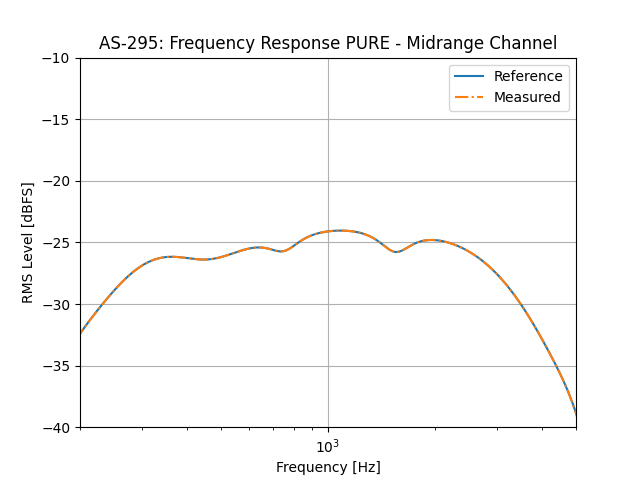 AS-295: Frequency Response PURE - Midrange Channel
Reference
Measured
−10
−15
−20
−25
−30
−35
−40
RMS Level [dBFS]
10³
Frequency [Hz]